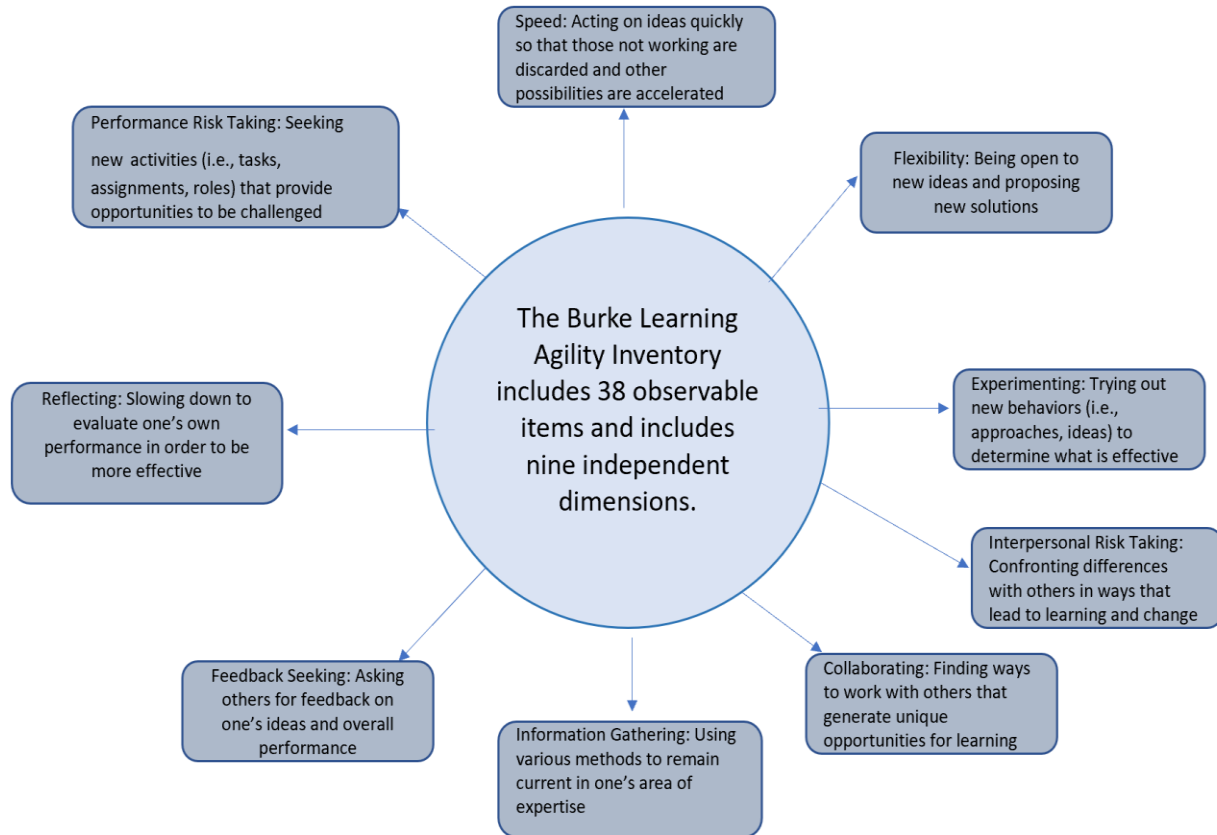 Speed: Acting on ideas quickly
so that those not working are
discarded and other
possibilities are accelerated
Flexibility: Being open to
new ideas and proposing
new solutions
Experimenting: Trying out
new behaviors (i.e.,
approaches, ideas) to
determine what is effective
Interpersonal Risk Taking:
Confronting differences
with others in ways that
lead to learning and change
Collaborating: Finding ways
to work with others that
generate unique
opportunities for learning
Information Gathering: Using
various methods to remain
current in one’s area of
expertise
Feedback Seeking: Asking
others for feedback on
one’s ideas and overall
performance
Reflecting: Slowing down to
evaluate one’s own
performance in order to be
more effective
Performance Risk Taking: Seeking
new activities (i.e., tasks,
assignments, roles) that provide
opportunities to be challenged
The Burke Learning
Agility Inventory
includes 38 observable
items and includes
nine independent
dimensions.